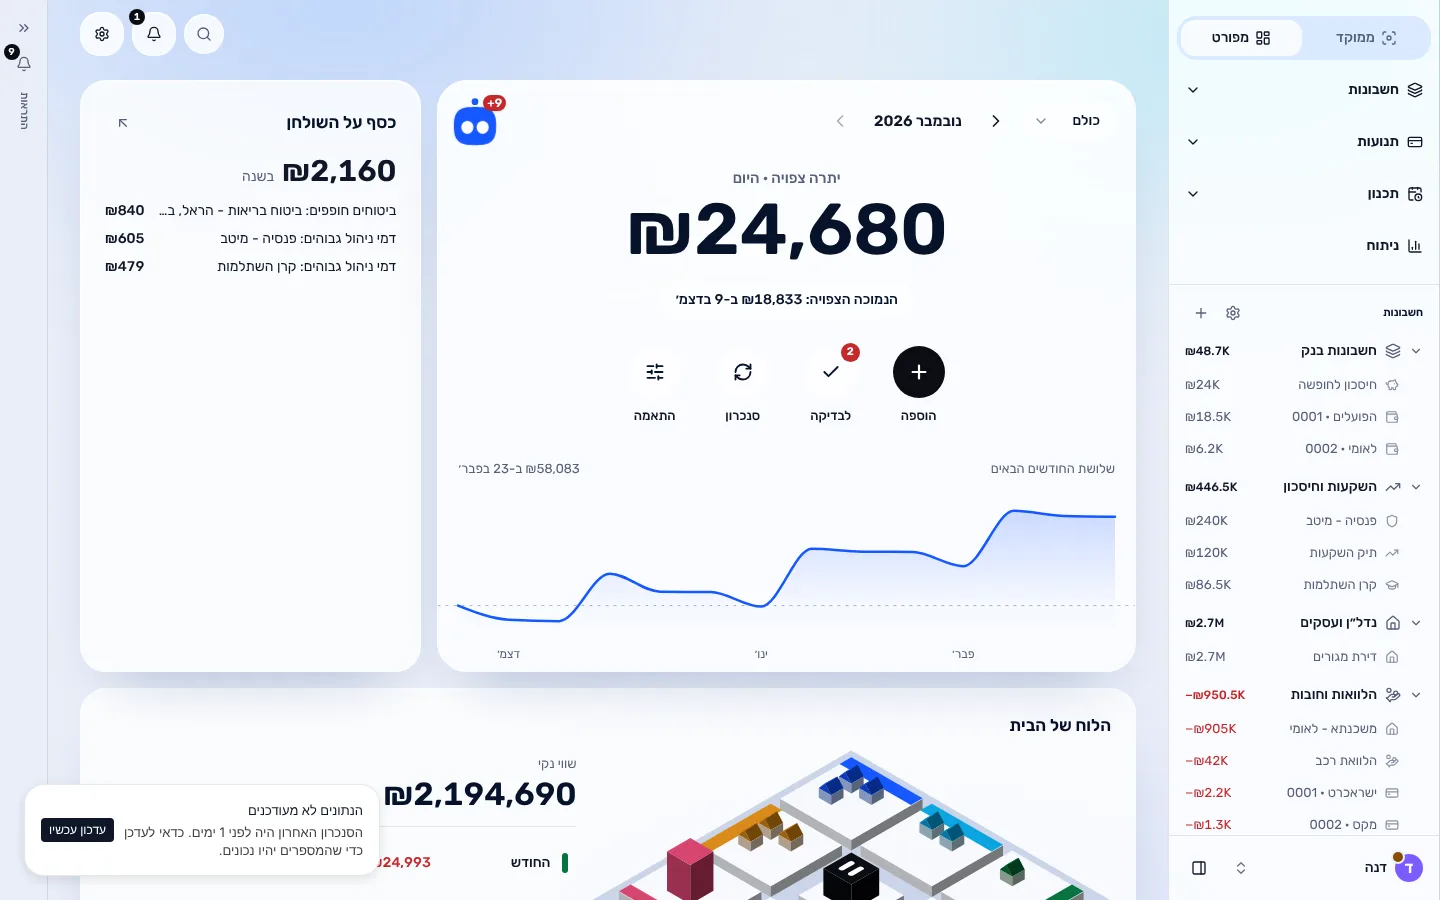 ממוקד
מפורט
חשבונות
תנועות
תכנון
ניתוח
חשבונות
חשבונות בנק ₪48.7K
חיסכון לחופשה ₪24K
הפועלים • 0001 ₪18.5K
לאומי • 0002 ₪6.2K
השקעות וחיסכון ₪446.5K
פנסיה - מיטב ₪240K
תיק השקעות ₪120K
קרן השתלמות ₪86.5K
נדל״ן ועסקים ₪2.7M
דירת מגורים ₪2.7M
הלוואות וחובות −₪950.5K
משכנתא - לאומי −₪905K
הלוואת רכב −₪42K
ישראכרט • 0001 −₪2.2K
מקס • 0002 −₪1.3K
ד
דנה
1
9
התראות
כולם
נובמבר 2026
9+
יתרה צפויה • היום
₪24,680
הנמוכה הצפויה: ₪18,833 ב-9 בדצמ׳
2
הוספה
לבדיקה
סנכרון
התאמה
שלושת החודשים הבאים
₪58,083 ב-23 בפבר׳
דצמ׳
ינו׳
פבר׳
כסף על השולחן
₪2,160 בשנה
ביטוחים חופפים: ביטוח בריאות - הראל, ב... ₪840
דמי ניהול גבוהים: פנסיה - מיטב ₪605
דמי ניהול גבוהים: קרן השתלמות ₪479
הלוח של הבית
שווי נקי
₪2,194,690
החודש
₪24,993
הנתונים לא מעודכנים
הסנכרון האחרון היה לפני 1 ימים. כדאי לעדכן
כדי שהמספרים יהיו נכונים.
עדכון עכשיו